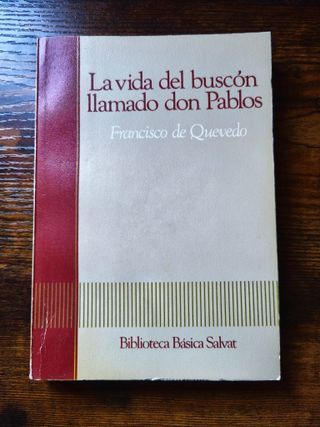 La vida del buscón
llamado don Pablos
Francisco de Quevedo
Biblioteca Básica Salvat